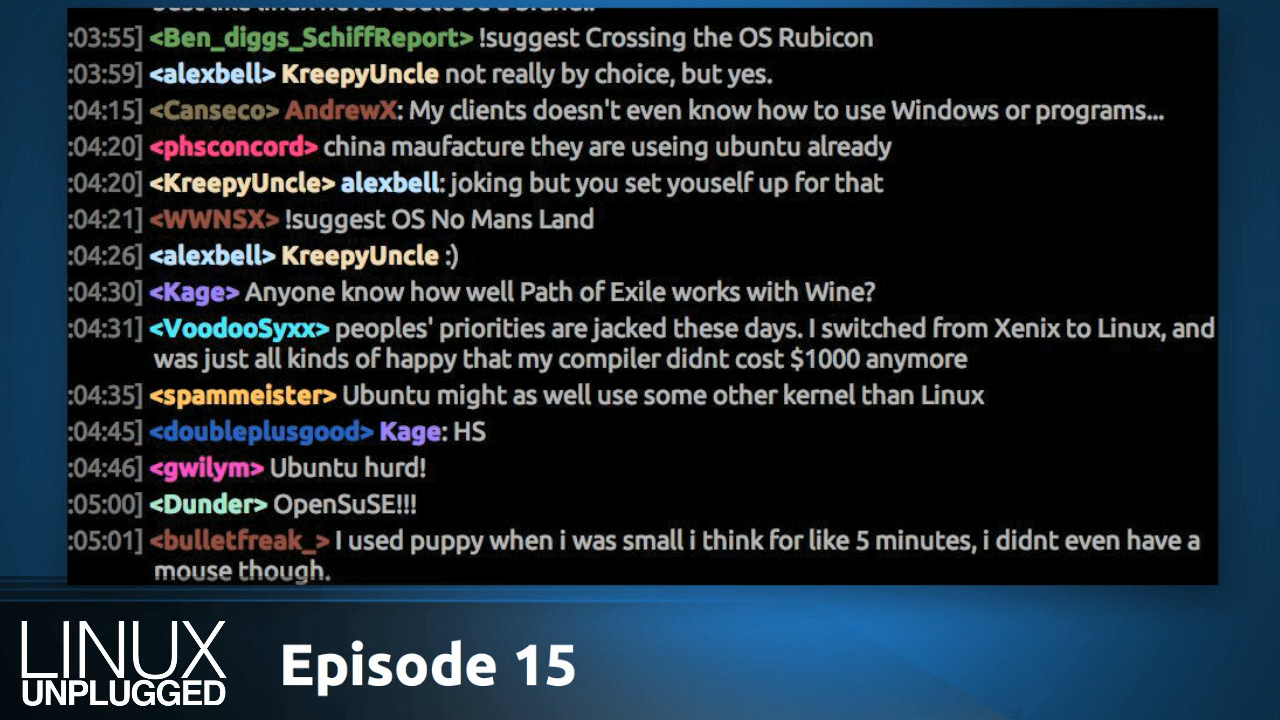 just like linux never could be a brand..
:03:55] <Ben_diggs_SchiffReport> !suggest Crossing the OS Rubicon
:03:59] <alexbell> KreepyUncle not really by choice, but yes.
:04:15] <Canseco> AndrewX: My clients doesn't even know how to use Windows or programs...
:04:20] <phsconcord> china maufacture they are useing ubuntu already
:04:20] <KreepyUncle> alexbell: joking but you set youself up for that
:04:21] <WWNSX> !suggest OS No Mans Land
:04:26] <alexbell> KreepyUncle :)
:04:30] <Kage> Anyone know how well Path of Exile works with Wine?
:04:31] <VoodooSyxx> peoples' priorities are jacked these days. I switched from Xenix to Linux, and
was just all kinds of happy that my compiler didnt cost $1000 anymore
:04:35] <spammeister> Ubuntu might as well use some other kernel than Linux
:04:45] <doubleplusgood> Kage: HS
:04:46] <gwilym> Ubuntu hurd!
:05:00] <Dunder> OpenSuSE!!!
:05:01] <bulletfreak_> I used puppy when i was small i think for like 5 minutes, i didnt even have a
mouse though.
LINUX
UNPLUGGED
Episode 15